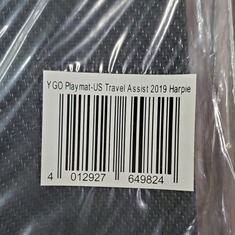 YGO Playmat-US Travel Assist 2019 Harpie
4 012927 649824